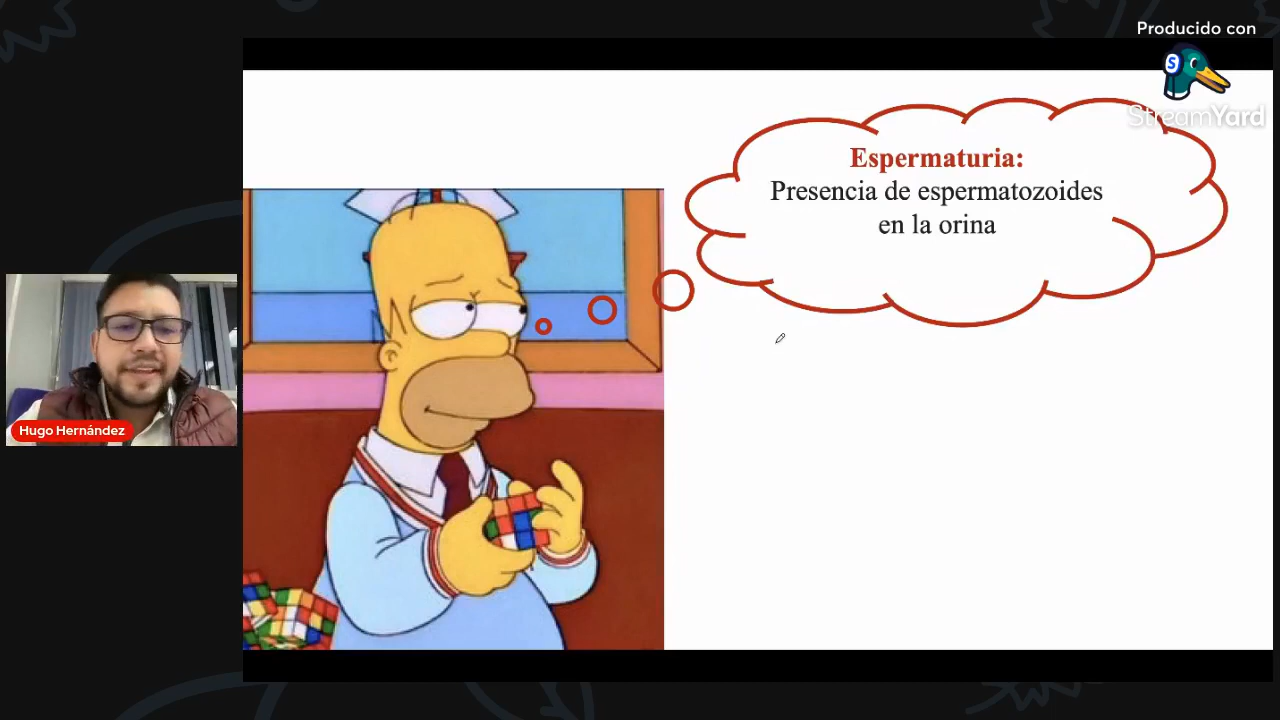 Producido con
StreamYard
Espermaturia:
Presencia de espermatozoides
en la orina
Hugo Hernández